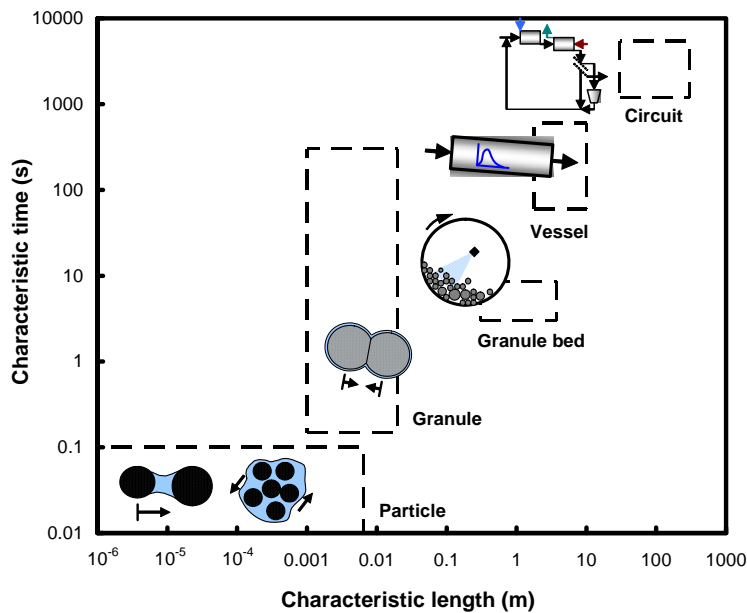 10000
1000
100
10
1
0.1
0.01
Characteristic time (s)
Circuit
Vessel
Granule bed
Granule
Particle
10-6 10-5 10-4 0.001 0.01 0.1 1 10 100 1000
Characteristic length (m)